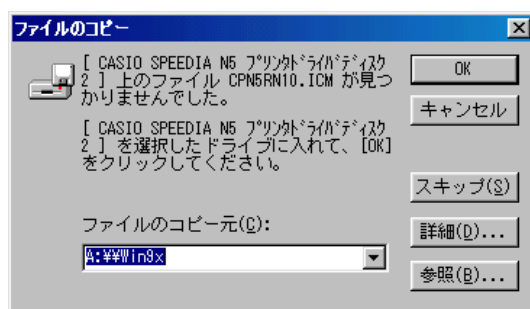 ファイルのコピー
[ CASIO SPEEDIA N5 ﾌﾟﾘﾝﾀﾄﾞﾗｲﾊﾞﾃﾞｨｽｸ
2 ] 上のファイル CPN5RN10.ICM が見つ
かりませんでした。
[ CASIO SPEEDIA N5 ﾌﾟﾘﾝﾀﾄﾞﾗｲﾊﾞﾃﾞｨｽｸ
2 ] を選択したドライブに入れて、[OK]
をクリックしてください。
ファイルのコピー元(C):
A:¥¥Win9x
OK
キャンセル
スキップ(S)
詳細(D)...
参照(B)...